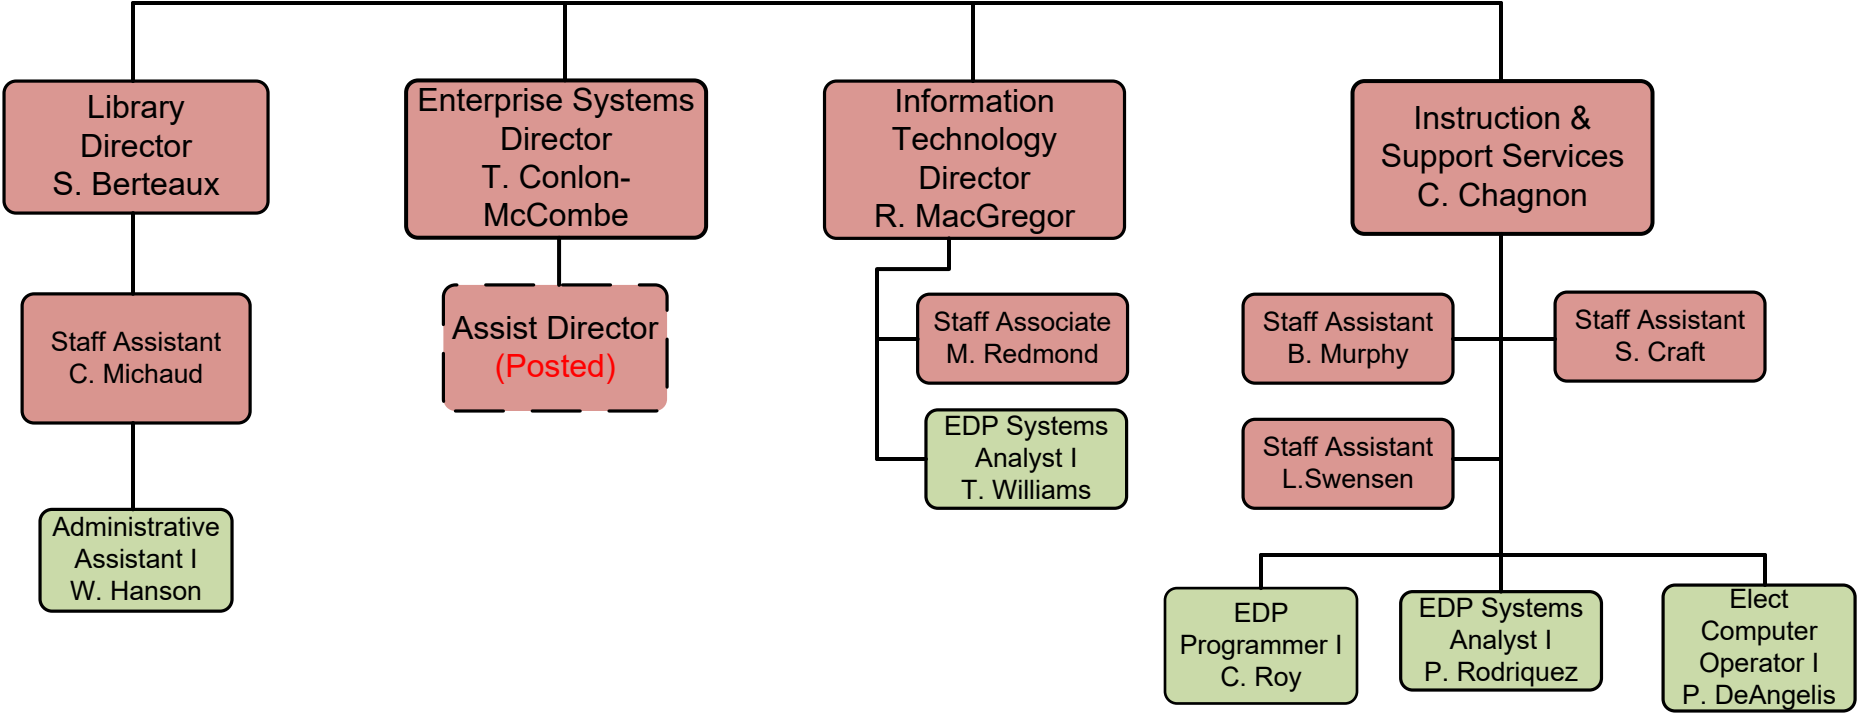 Library
Director
S. Berteaux
Enterprise Systems
Director
T. Conlon-
McCombe
Information
Technology
Director
R. MacGregor
Instruction &
Support Services
C. Chagnon
Staff Assistant
C. Michaud
Assist Director
(Posted)
Staff Associate
M. Redmond
Staff Assistant
B. Murphy
Staff Assistant
S. Craft
EDP Systems
Analyst I
T. Williams
Staff Assistant
L.Swensen
Administrative
Assistant I
W. Hanson
EDP
Programmer I
C. Roy
EDP Systems
Analyst I
P. Rodriquez
Elect
Computer
Operator I
P. DeAngelis